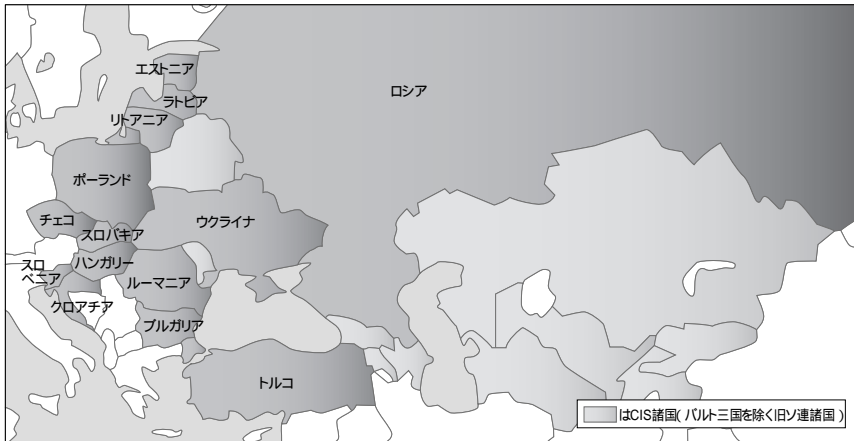 エストニア
ロシア
ラトビア
リトアニア
ポーランド
チェコ
ウクライナ
スロバキア
スロ
ベニア
ハンガリー
ルーマニア
クロアチア
ブルガリア
トルコ
はCIS諸国( バルト三国を除く旧ソ連諸国 )